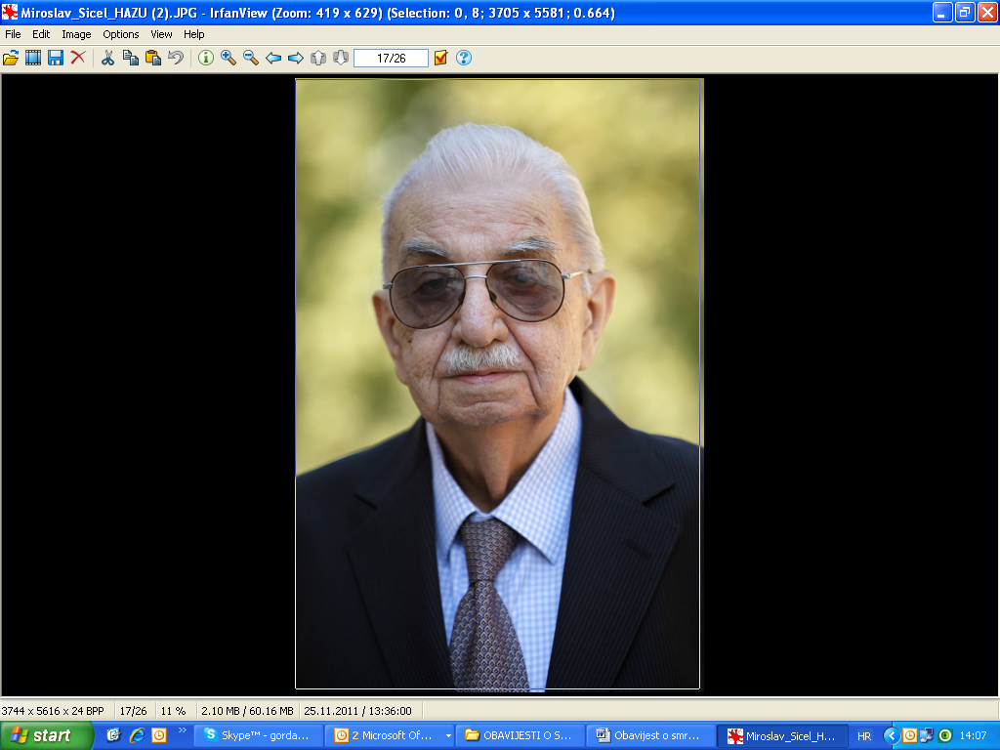 Miroslav_Sicel_HAZU (2).JPG - IrfanView (Zoom: 419 x 629) (Selection: 0, 8; 3705 x 5581; 0.664)
File Edit Image Options View Help
17/26
3744 x 5616 x 24 BPP 17/26 11 % 2.10 MB / 60.16 MB 25.11.2011 / 13:36:00
start Skype™ - gorda... 2 Microsoft Of... OBAVIJESTI O S... Obavijest o smr... Miroslav_Sicel_H... HR 14:07